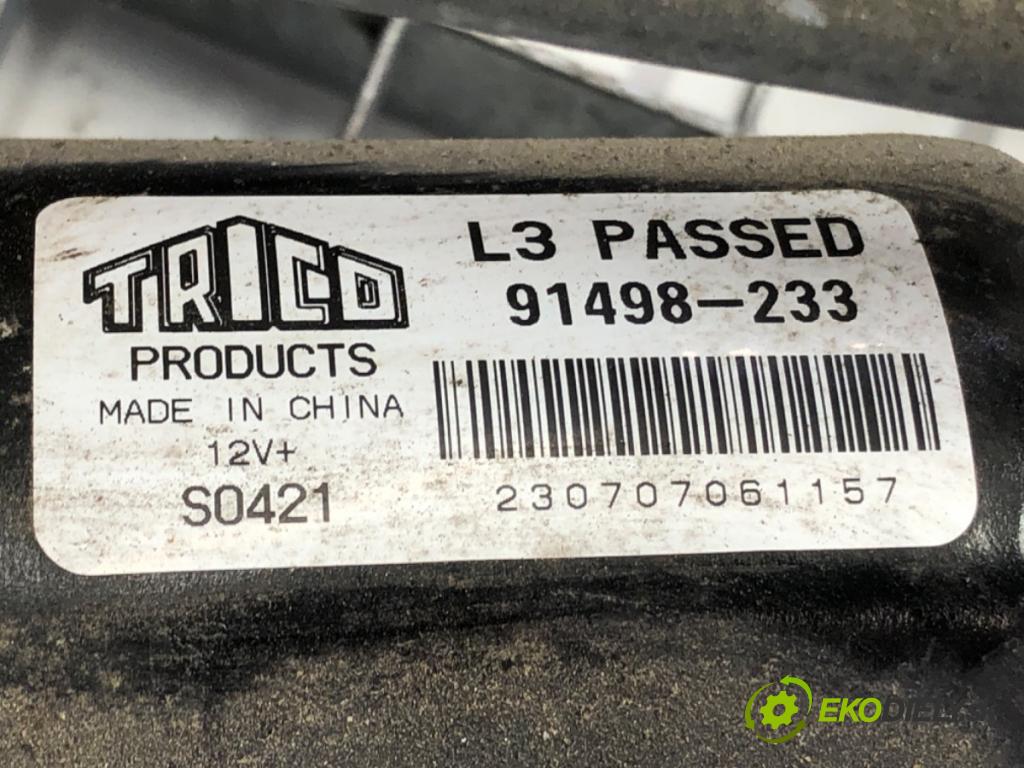 TRICO
PRODUCTS
MADE IN CHINA
12V+
S0421
L3 PASSED
91498-233
230707061157
EKODIELY